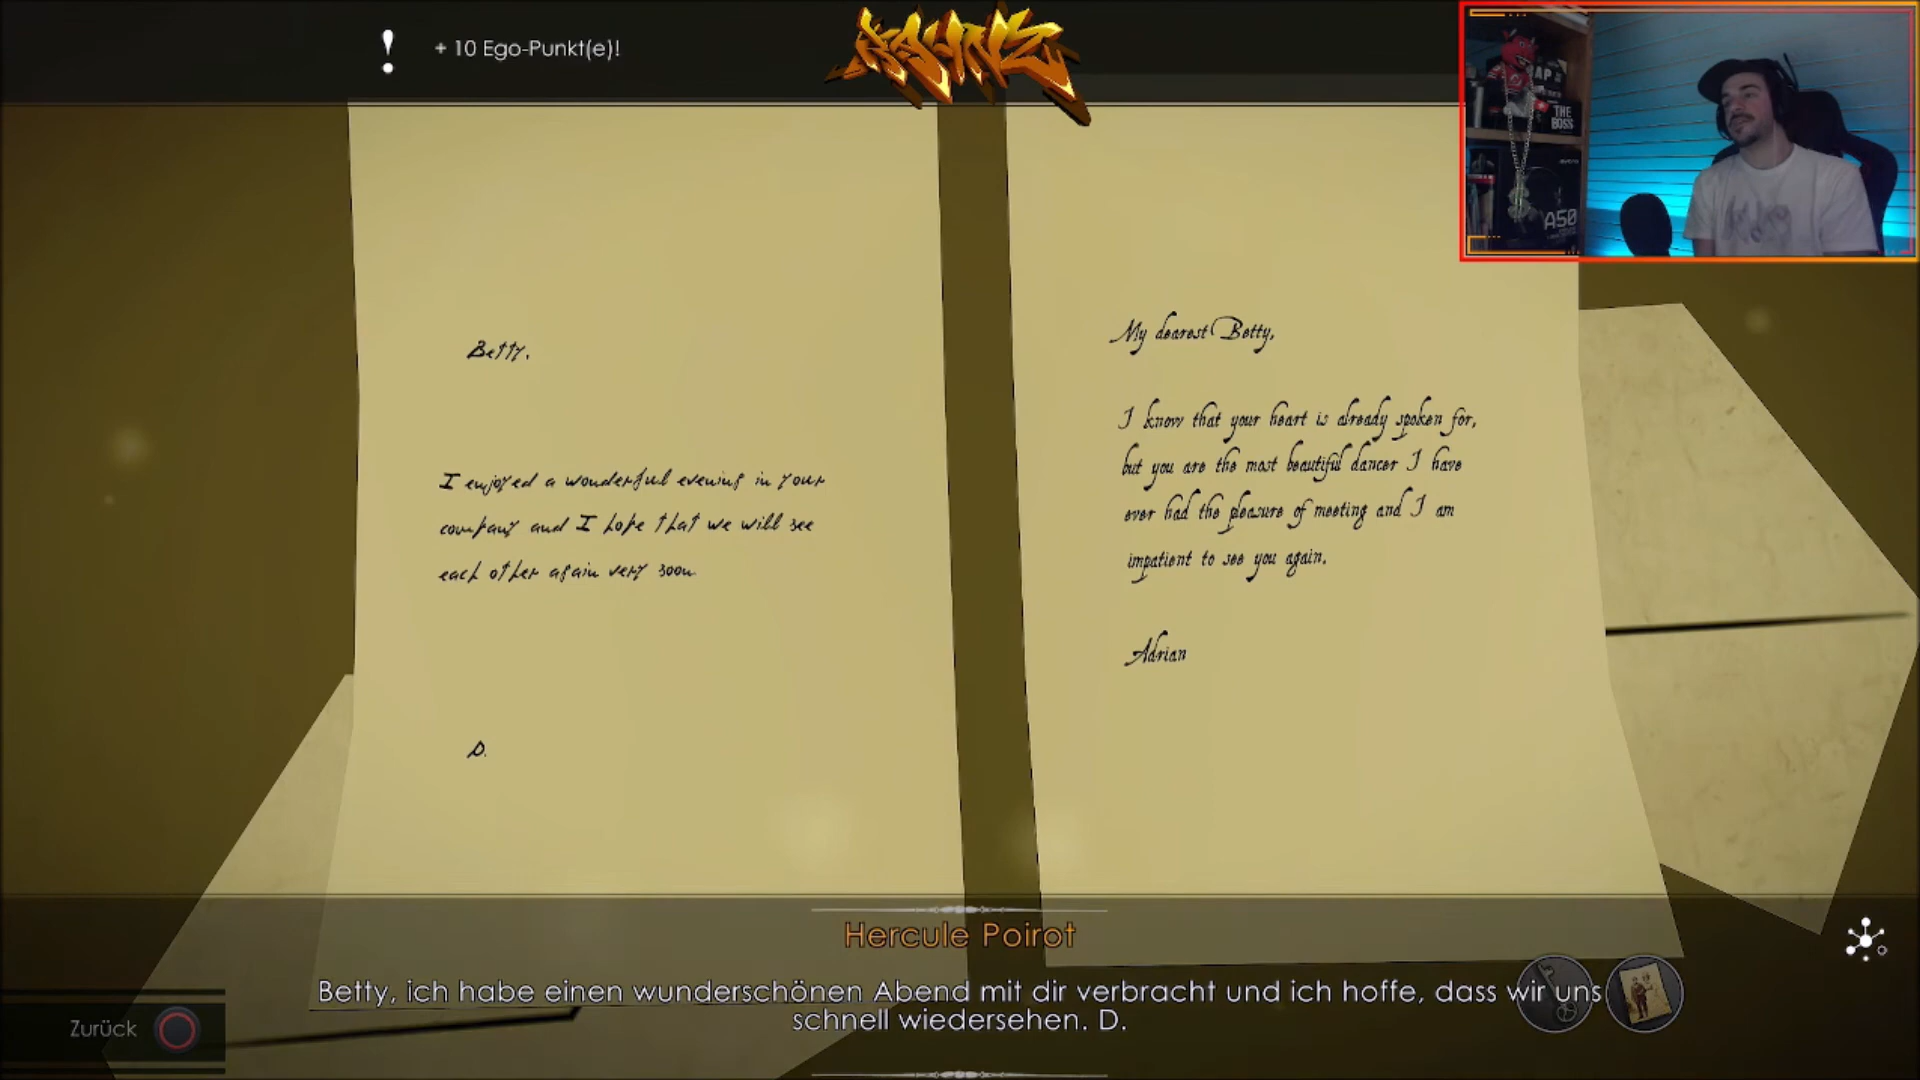 + 10 Ego-Punkt(e)!
THE
BOSS
A50
Betty.
I enjoyed a wonderful evening in your
company and I hope that we will see
each other again very soon.
D.
My dearest Betty,
I know that your heart is already spoken for,
but you are the most beautiful dancer I have
ever had the pleasure of meeting and I am
impatient to see you again.
Adrian
Hercule Poirot
Betty, ich habe einen wunderschönen Abend mit dir verbracht und ich hoffe, dass wir uns
schnell wiedersehen. D.
Zurück